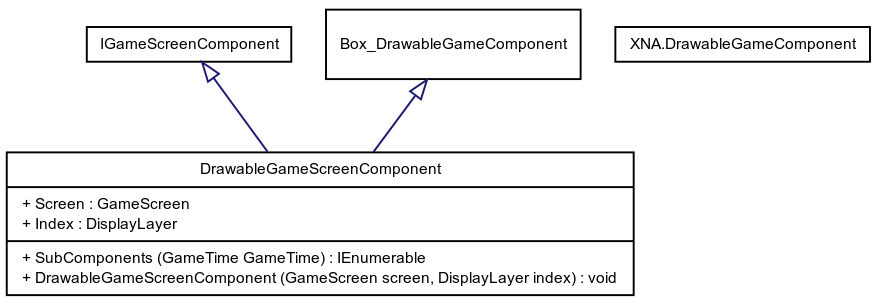 IGameScreenComponent
Box_DrawableGameComponent
XNA.DrawableGameComponent
DrawableGameScreenComponent
+ Screen : GameScreen
+ Index : DisplayLayer
+ SubComponents (GameTime GameTime) : IEnumerable
+ DrawableGameScreenComponent (GameScreen screen, DisplayLayer index) : void